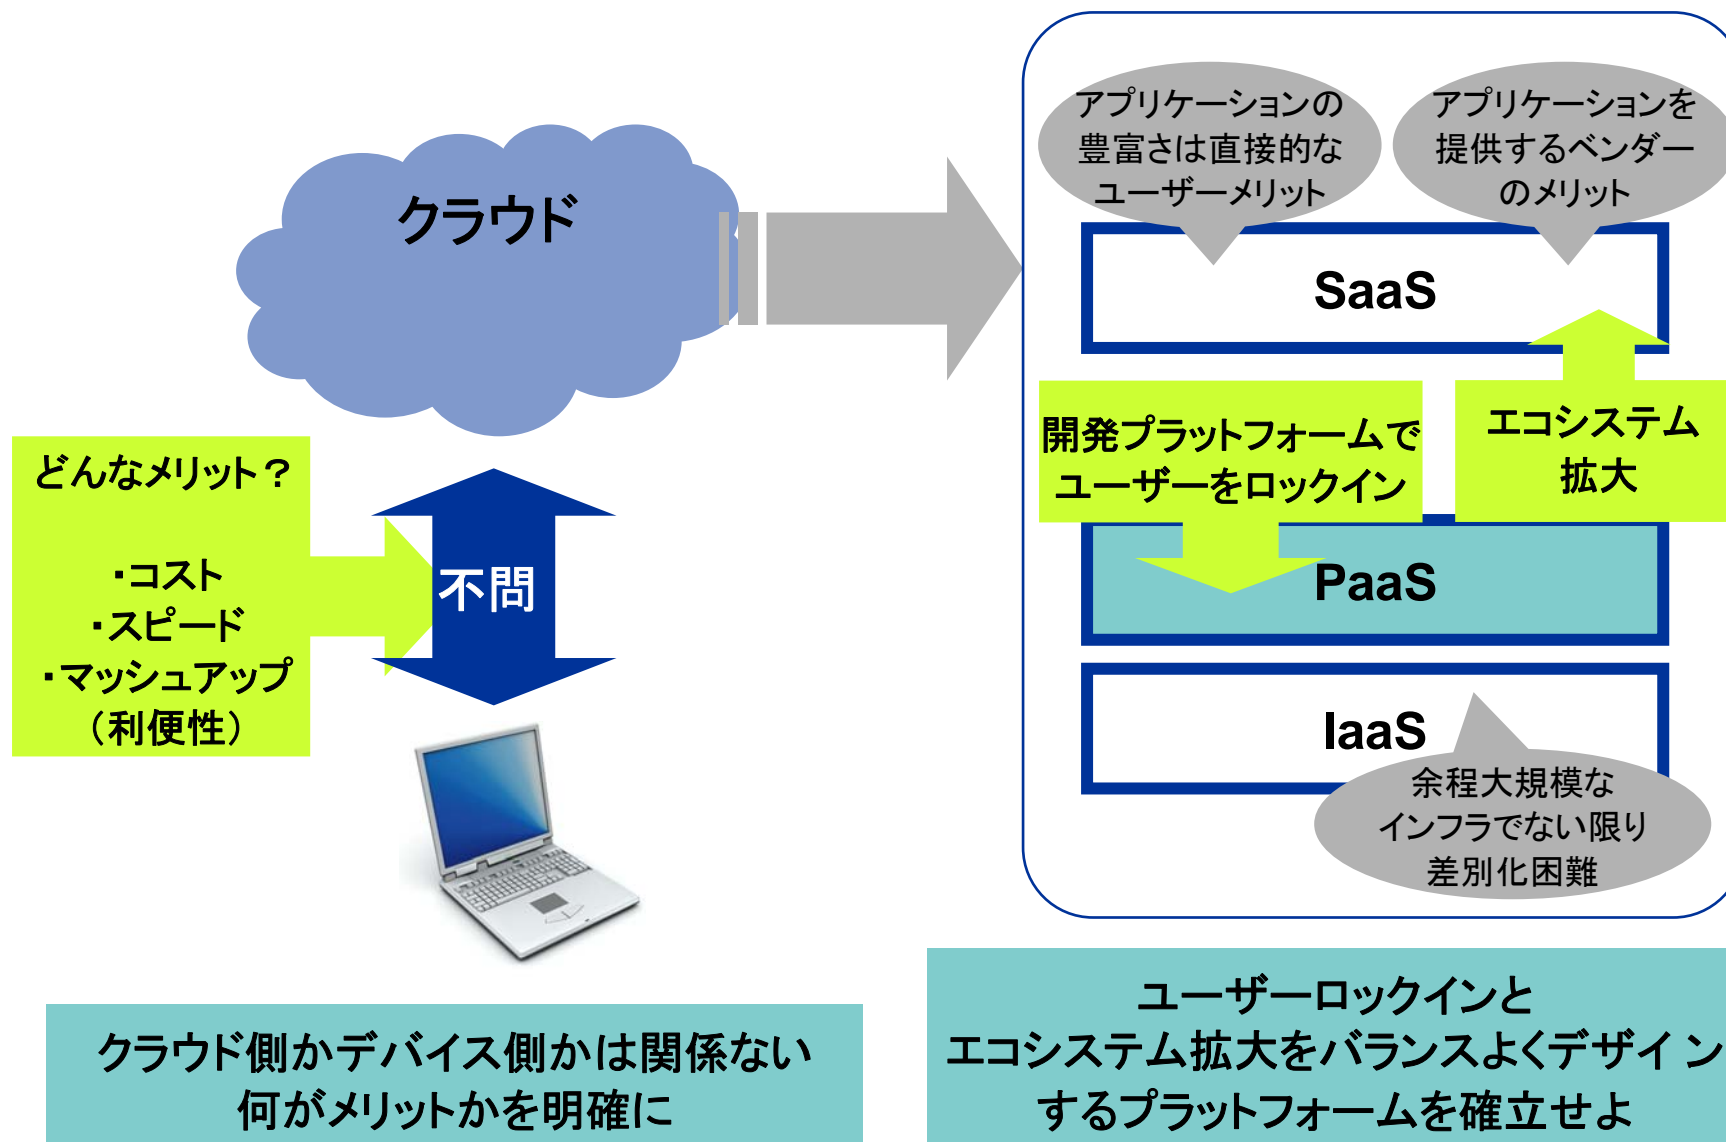 クラウド
どんなメリット？
・コスト
・スピード
・マッシュアップ
（利便性）
不問
クラウド側かデバイス側かは関係ない
何がメリットかを明確に
アプリケーションの
豊富さは直接的な
ユーザーメリット
アプリケーションを
提供するベンダー
のメリット
SaaS
開発プラットフォームで
ユーザーをロックイン
エコシステム
拡大
PaaS
IaaS
余程大規模な
インフラでない限り
差別化困難
ユーザーロックインと
エコシステム拡大をバランスよくデザイン
するプラットフォームを確立せよ